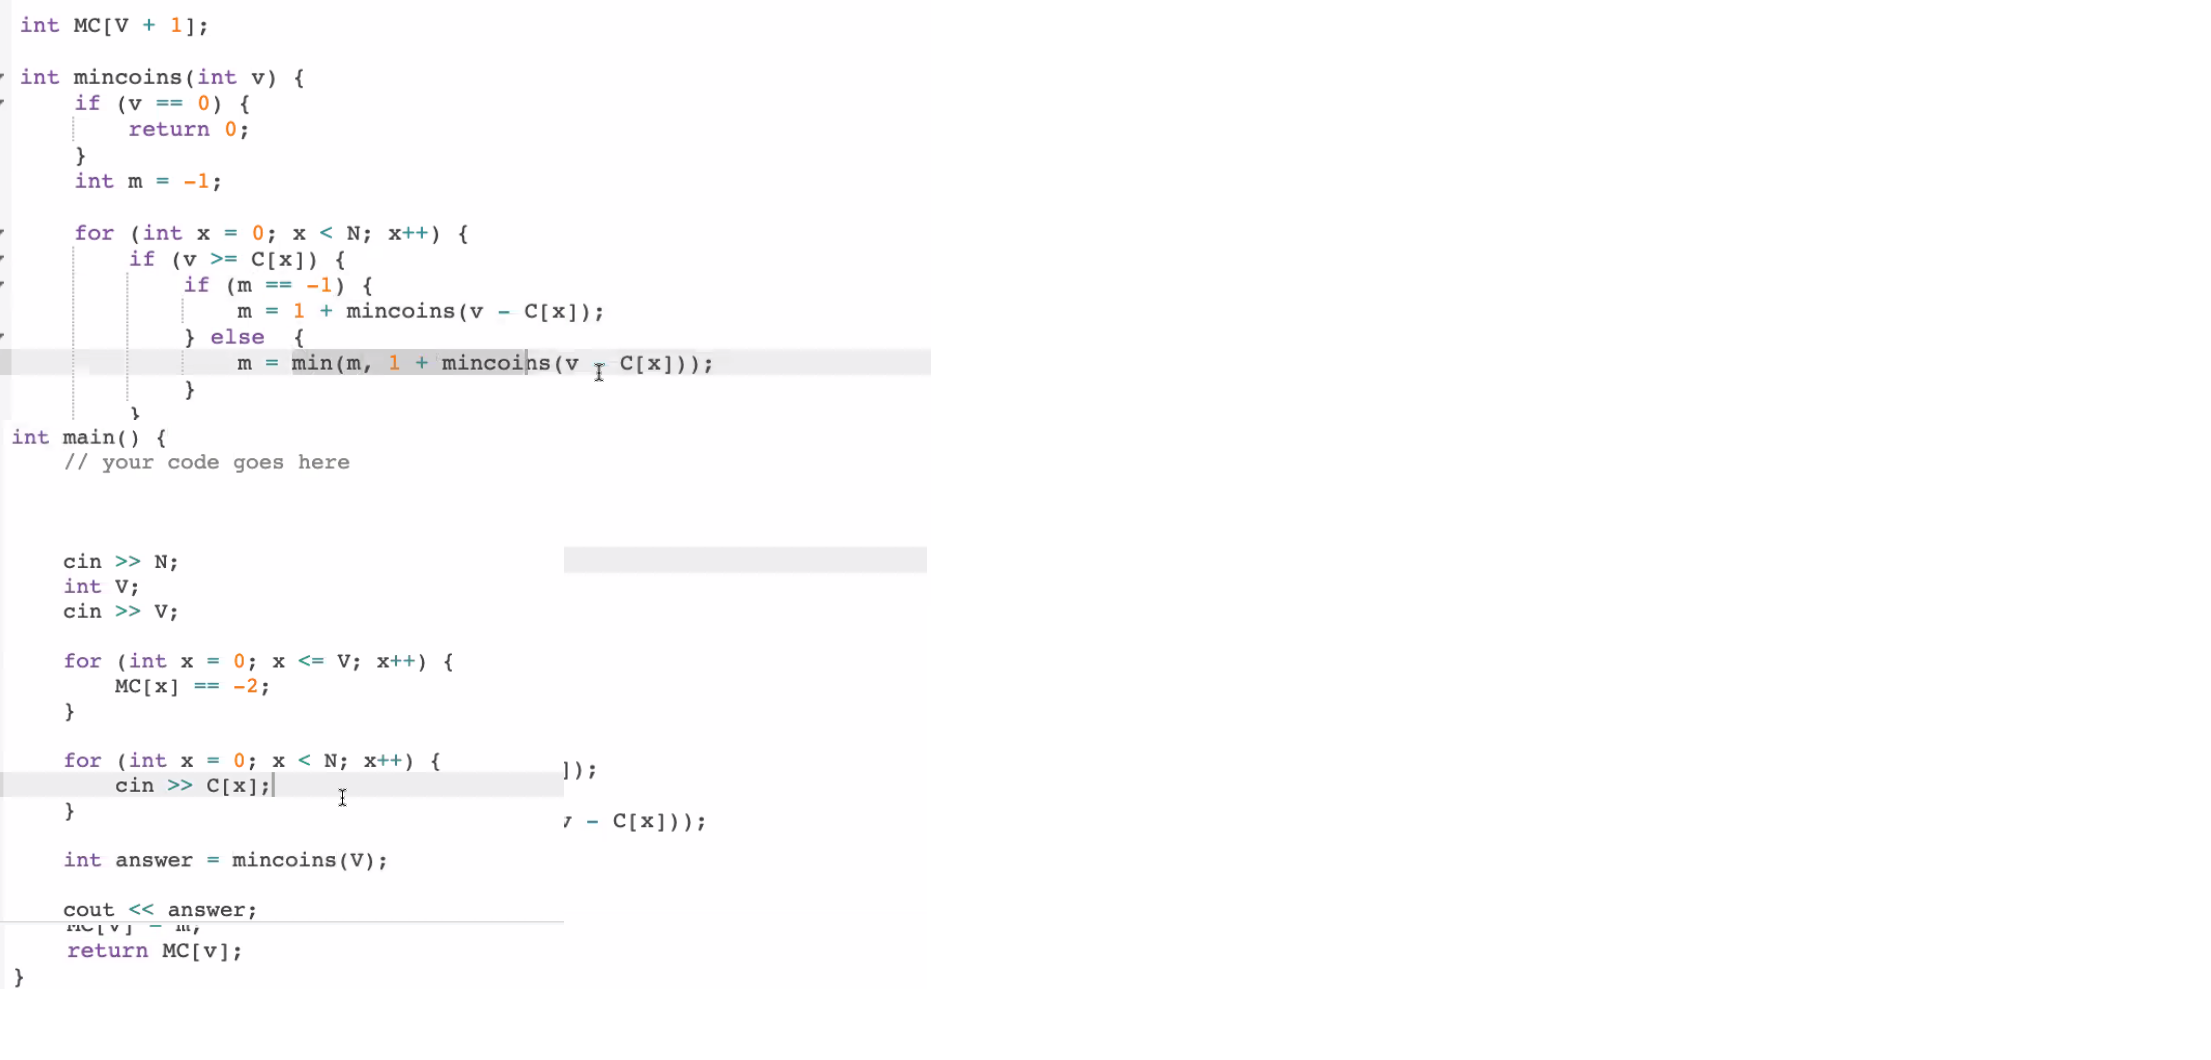 int MC[V + 1];
int mincoins(int v) {
if (v == 0) {
return 0;
}
int m = -1;
for (int x = 0; x < N; x++) {
if (v >= C[x]) {
if (m == -1) {
m = 1 + mincoins(v - C[x]);
} else {
m = min(m, 1 + mincoins(v - C[x]));
}
}
int main() {
// your code goes here
cin >> N;
int V;
cin >> V;
for (int x = 0; x <= V; x++) {
MC[x] == -2;
}
for (int x = 0; x < N; x++) {
]);
cin >> C[x];
}
v - C[x]));
int answer = mincoins(V);
cout << answer;
MC[v] = m;
return MC[v];
}